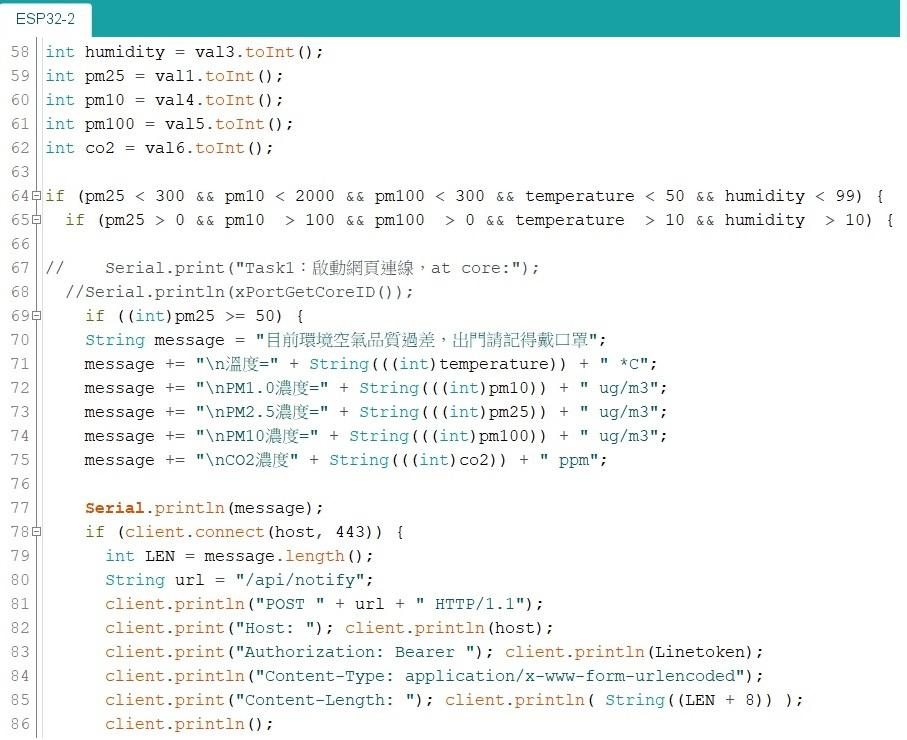 ESP32-2
58 int humidity = val3.toInt();
59 int pm25 = val1.toInt();
60 int pm10 = val4.toInt();
61 int pm100 = val5.toInt();
62 int co2 = val6.toInt();
63
64 if (pm25 < 300 && pm10 < 2000 && pm100 < 300 && temperature < 50 && humidity < 99) {
65 if (pm25 > 0 && pm10  > 100 && pm100  > 0 && temperature  > 10 && humidity  > 10) {
66
67 //    Serial.print("Task1：啟動網頁連線，at core:");
68 //Serial.println(xPortGetCoreID());
69 if ((int)pm25 >= 50) {
70 String message = "目前環境空氣品質過差，出門請記得戴口罩";
71 message += "\n溫度=" + String(((int)temperature)) + " *C";
72 message += "\nPM1.0濃度=" + String(((int)pm10)) + " ug/m3";
73 message += "\nPM2.5濃度=" + String(((int)pm25)) + " ug/m3";
74 message += "\nPM10濃度=" + String(((int)pm100)) + " ug/m3";
75 message += "\nCO2濃度" + String(((int)co2)) + " ppm";
76
77 Serial.println(message);
78 if (client.connect(host, 443)) {
79 int LEN = message.length();
80 String url = "/api/notify";
81 client.println("POST " + url + " HTTP/1.1");
82 client.print("Host: "); client.println(host);
83 client.print("Authorization: Bearer "); client.println(Linetoken);
84 client.println("Content-Type: application/x-www-form-urlencoded");
85 client.print("Content-Length: "); client.println( String((LEN + 8)) );
86 client.println();